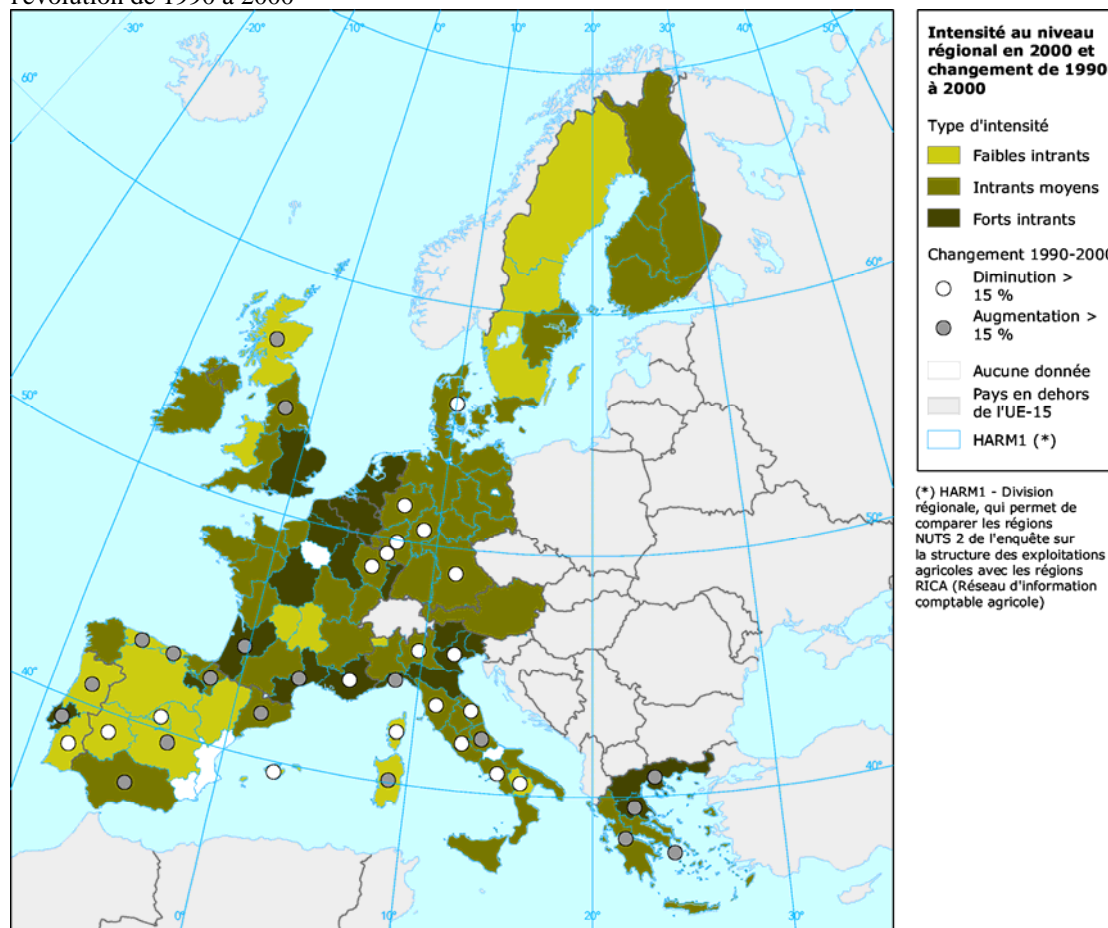 l'évolution de 1990 à 2000
-30° -20° -10° 0° 10° 20° 30° 40° 50° 60°
60°
50°
40°
60°
50°
40°
0° 10° 20° 30°
Intensité au niveau
régional en 2000 et
changement de 1990
à 2000
Type d'intensité
Faibles intrants
Intrants moyens
Forts intrants
Changement 1990-2000
Diminution >
15 %
Augmentation >
15 %
Aucune donnée
Pays en dehors
de l'UE-15
HARM1 (*)
(*) HARM1 - Division
régionale, qui permet de
comparer les régions
NUTS 2 de l'enquête sur
la structure des exploitations
agricoles avec les régions
RICA (Réseau d'information
comptable agricole)